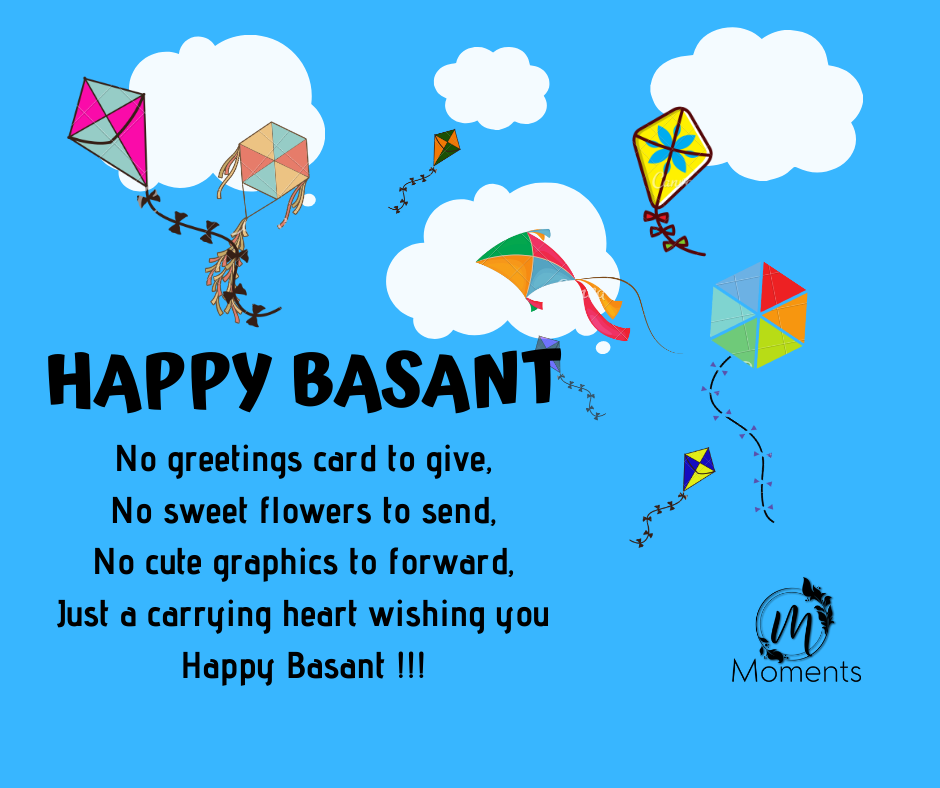 HAPPY BASANT
No greetings card to give,
No sweet flowers to send,
No cute graphics to forward,
Just a carrying heart wishing you
Happy Basant !!!
M
Moments